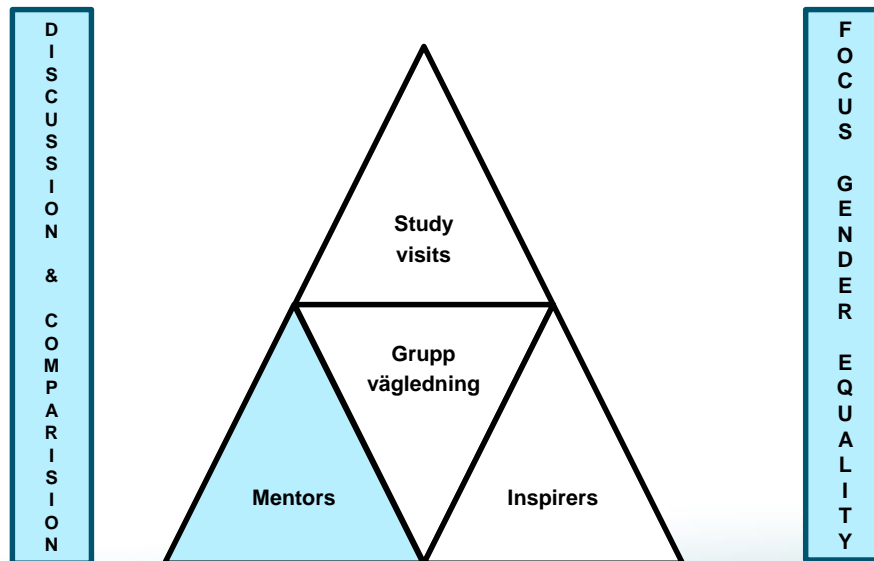 DISCUSSION & COMPARISION
Study
visits
Grupp
vägledning
Mentors
Inspirers
FOCUS GENDER EQUALITY